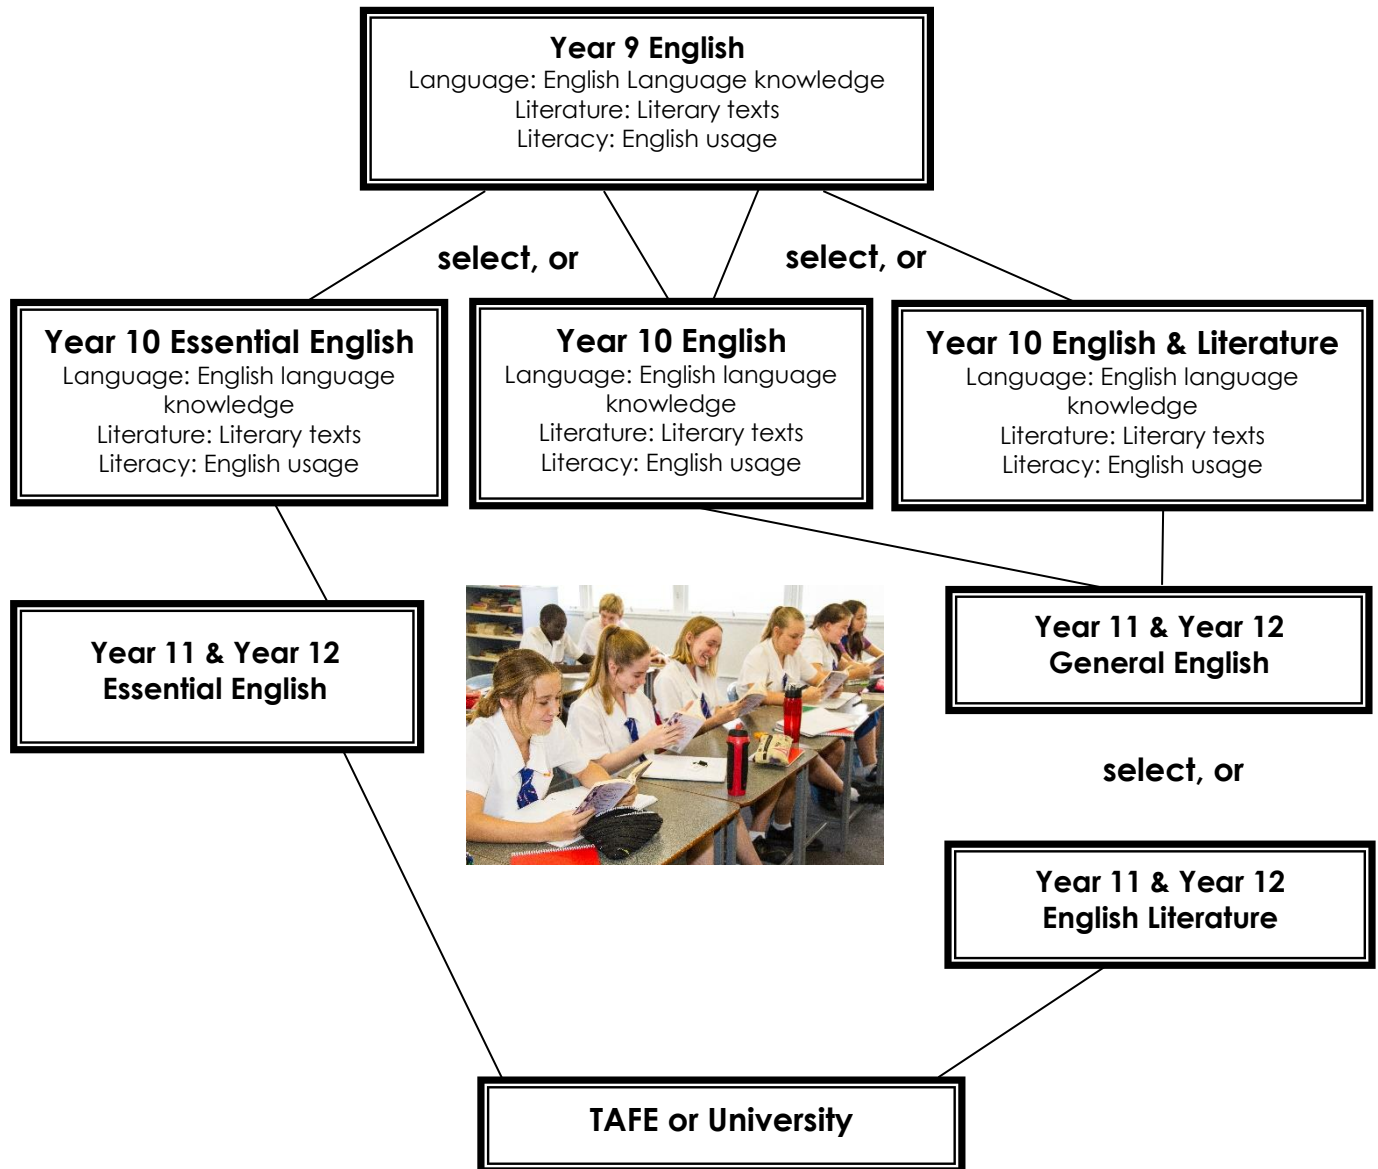 Year 9 English
Language: English Language knowledge
Literature: Literary texts
Literacy: English usage
select, or
select, or
Year 10 Essential English
Language: English language
knowledge
Literature: Literary texts
Literacy: English usage
Year 10 English
Language: English language
knowledge
Literature: Literary texts
Literacy: English usage
Year 10 English & Literature
Language: English language
knowledge
Literature: Literary texts
Literacy: English usage
Year 11 & Year 12
Essential English
Year 11 & Year 12
General English
select, or
Year 11 & Year 12
English Literature
TAFE or University